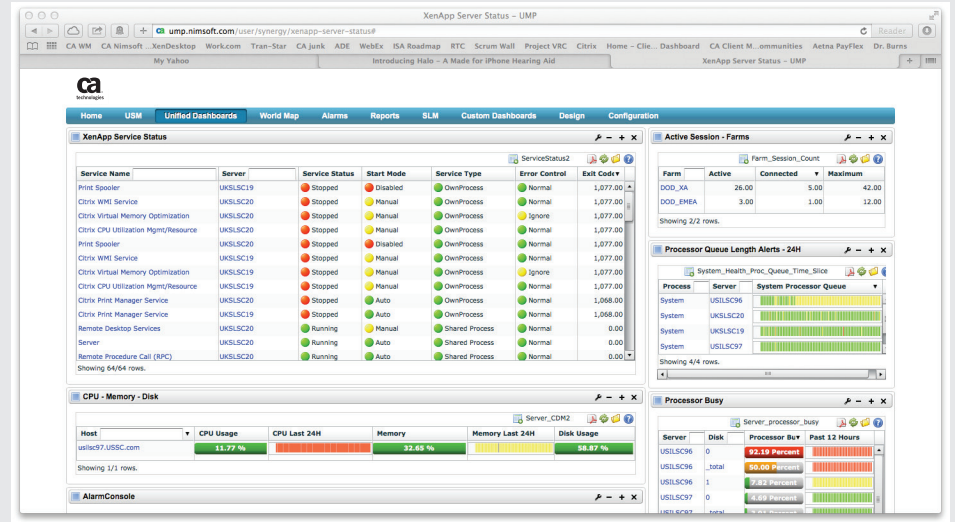 XenApp Server Status – UMP
ump.nimsoft.com/user/synergy/xenapp-server-status#
Reader
CA WM CA Nimsoft ...XenDesktop Work.com Tran-Star CA junk ADE WebEx ISA Roadmap RTC Scrum Wall Project VRC Citrix Home - Clie... Dashboard CA Client M...ommunities Aetna PayFlex Dr. Burns
My Yahoo Introducing Halo – A Made for iPhone Hearing Aid XenApp Server Status – UMP
ca
technologies
Home USM Unified Dashboards World Map Alarms Reports SLM Custom Dashboards Design Configuration
XenApp Service Status
ServiceStatus2
Service Name Server Service Status Start Mode Service Type Error Control Exit Code
Print Spooler UKSLSC19 Stopped Disabled OwnProcess Normal 1,077.00
Citrix WMI Service UKSLSC20 Stopped Manual OwnProcess Normal 1,077.00
Citrix Virtual Memory Optimization UKSLSC20 Stopped Manual OwnProcess Ignore 1,077.00
Citrix CPU Utilization Mgmt/Resource UKSLSC20 Stopped Manual OwnProcess Normal 1,077.00
Print Spooler UKSLSC20 Stopped Disabled OwnProcess Normal 1,077.00
Citrix WMI Service UKSLSC19 Stopped Manual OwnProcess Normal 1,077.00
Citrix Virtual Memory Optimization UKSLSC19 Stopped Manual OwnProcess Ignore 1,077.00
Citrix CPU Utilization Mgmt/Resource UKSLSC19 Stopped Manual OwnProcess Normal 1,077.00
Citrix Print Manager Service UKSLSC20 Stopped Auto OwnProcess Normal 1,068.00
Citrix Print Manager Service UKSLSC19 Stopped Auto OwnProcess Normal 1,068.00
Remote Desktop Services UKSLSC20 Running Manual Shared Process Normal 0.00
Server UKSLSC20 Running Auto Shared Process Normal 0.00
Remote Procedure Call (RPC) UKSLSC20 Running Auto Shared Process Normal 0.00
Showing 64/64 rows.
CPU - Memory - Disk
Server_CDM2
Host CPU Usage CPU Last 24H Memory Memory Last 24H Disk Usage
usilsc97.USSC.com 11.77 % 32.65 % 58.87 %
Showing 1/1 rows.
AlarmConsole
Active Session - Farms
Farm_Session_Count
Farm Active Connected Maximum
DOD_XA 26.00 5.00 42.00
DOD_EMEA 3.00 1.00 12.00
Showing 2/2 rows.
Processor Queue Length Alerts - 24H
System_Health_Proc_Queue_Time_Slice
Process Server System Processor Queue
System USILSC96
System UKSLSC20
System UKSLSC19
System USILSC97
Showing 4/4 rows.
Processor Busy
Server_processor_busy
Server Disk Processor Bu Past 12 Hours
USILSC96 0 92.19 Percent
USILSC96 _total 50.00 Percent
USILSC96 1 7.82 Percent
USILSC97 0 4.69 Percent
USILSC97 _total